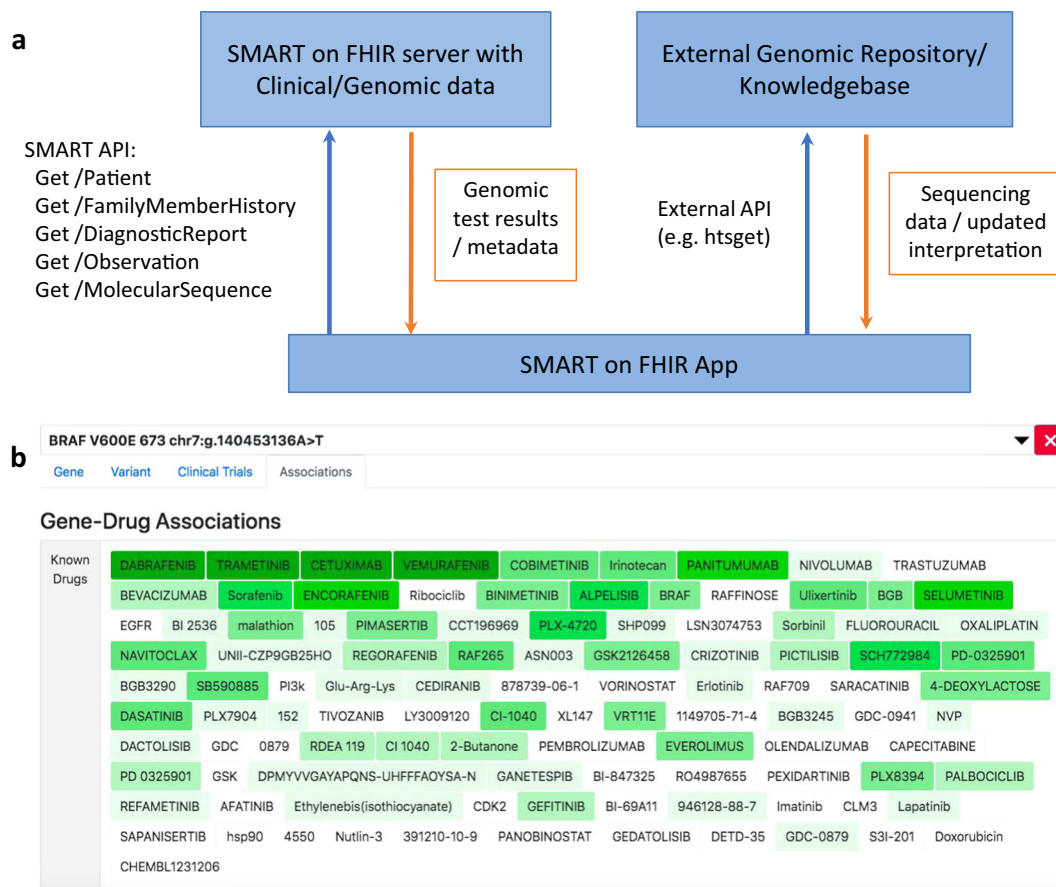 a
SMART on FHIR server with
Clinical/Genomic data
External Genomic Repository/
Knowledgebase
SMART API:
Get /Patient
Get /FamilyMemberHistory
Get /DiagnosticReport
Get /Observation
Get /MolecularSequence
Genomic
test results
/ metadata
External API
(e.g. htsget)
Sequencing
data / updated
interpretation
SMART on FHIR App
b
BRAF V600E 673 chr7:g.140453136A>T
Gene Variant Clinical Trials Associations
Gene-Drug Associations
Known
Drugs
DABRAFENIB TRAMETINIB CETUXIMAB VEMURAFENIB COBIMETINIB Irinotecan PANITUMUMAB NIVOLUMAB TRASTUZUMAB
BEVACIZUMAB Sorafenib ENCORAFENIB Ribociclib BINIMETINIB ALPELISIB BRAF RAFFINOSE Ulixertinib BGB SELUMETINIB
EGFR BI 2536 malathion 105 PIMASERTIB CCT196969 PLX-4720 SHP099 LSN3074753 Sorbinil FLUOROURACIL OXALIPLATIN
NAVITOCLAX UNII-CZP9GB25HO REGORAFENIB RAF265 ASN003 GSK2126458 CRIZOTINIB PICTILISIB SCH772984 PD-0325901
BGB3290 SB590885 PI3k Glu-Arg-Lys CEDIRANIB 878739-06-1 VORINOSTAT Erlotinib RAF709 SARACATINIB 4-DEOXYLACTOSE
DASATINIB PLX7904 152 TIVOZANIB LY3009120 CI-1040 XL147 VRT11E 1149705-71-4 BGB3245 GDC-0941 NVP
DACTOLISIB GDC 0879 RDEA 119 CI 1040 2-Butanone PEMBROLIZUMAB EVEROLIMUS OLENDALIZUMAB CAPECITABINE
PD 0325901 GSK DPMYVVGAYAPQNS-UHFFFAOYSA-N GANETESPIB BI-847325 RO4987655 PEXIDARTINIB PLX8394 PALBOCICLIB
REFAMETINIB AFATINIB Ethylenebis(isothiocyanate) CDK2 GEFITINIB BI-69A11 946128-88-7 Imatinib CLM3 Lapatinib
SAPANISERTIB hsp90 4550 Nutlin-3 391210-10-9 PANOBINOSTAT GEDATOLISIB DETD-35 GDC-0879 S3I-201 Doxorubicin
CHEMBL1231206